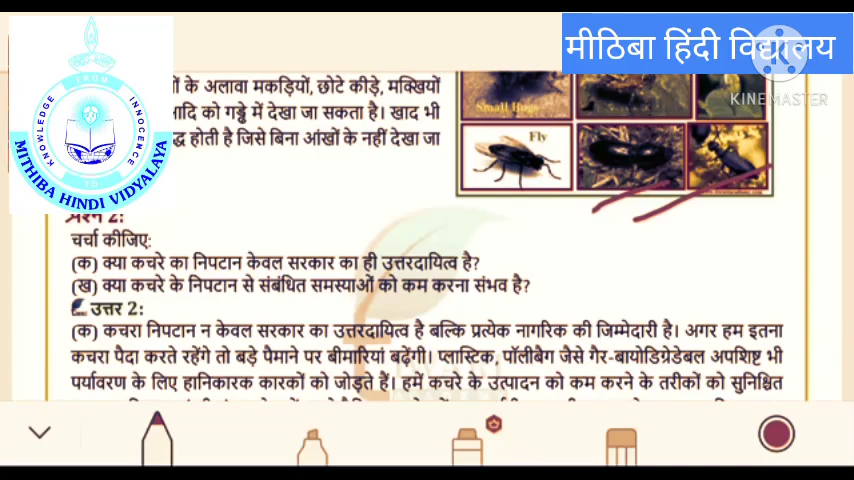 मीठिबा हिंदी विद्यालय
KINEMASTER
FROM
KNOWLEDGE
INNOCENCE
TO
MITHIBA HINDI VIDYALAYA
के अलावा मकड़ियों, छोटे कीड़े, मक्खियों
आदि को गड्ढे में देखा जा सकता है। खाद भी
होती है जिसे बिना आंखों के नहीं देखा जा
Small Bugs
Fly
प्रश्न 2:
चर्चा कीजिए:
(क) क्या कचरे का निपटान केवल सरकार का ही उत्तरदायित्व है?
(ख) क्या कचरे के निपटान से संबंधित समस्याओं को कम करना संभव है?
उत्तर 2:
(क) कचरा निपटान न केवल सरकार का उत्तरदायित्व है बल्कि प्रत्येक नागरिक की जिम्मेदारी है। अगर हम इतना
कचरा पैदा करते रहेंगे तो बड़े पैमाने पर बीमारियां बढ़ेंगी। प्लास्टिक, पॉलीबैग जैसे गैर-बायोडिग्रेडेबल अपशिष्ट भी
पर्यावरण के लिए हानिकारक कारकों को जोड़ते हैं। हमें कचरे के उत्पादन को कम करने के तरीकों को सुनिश्चित